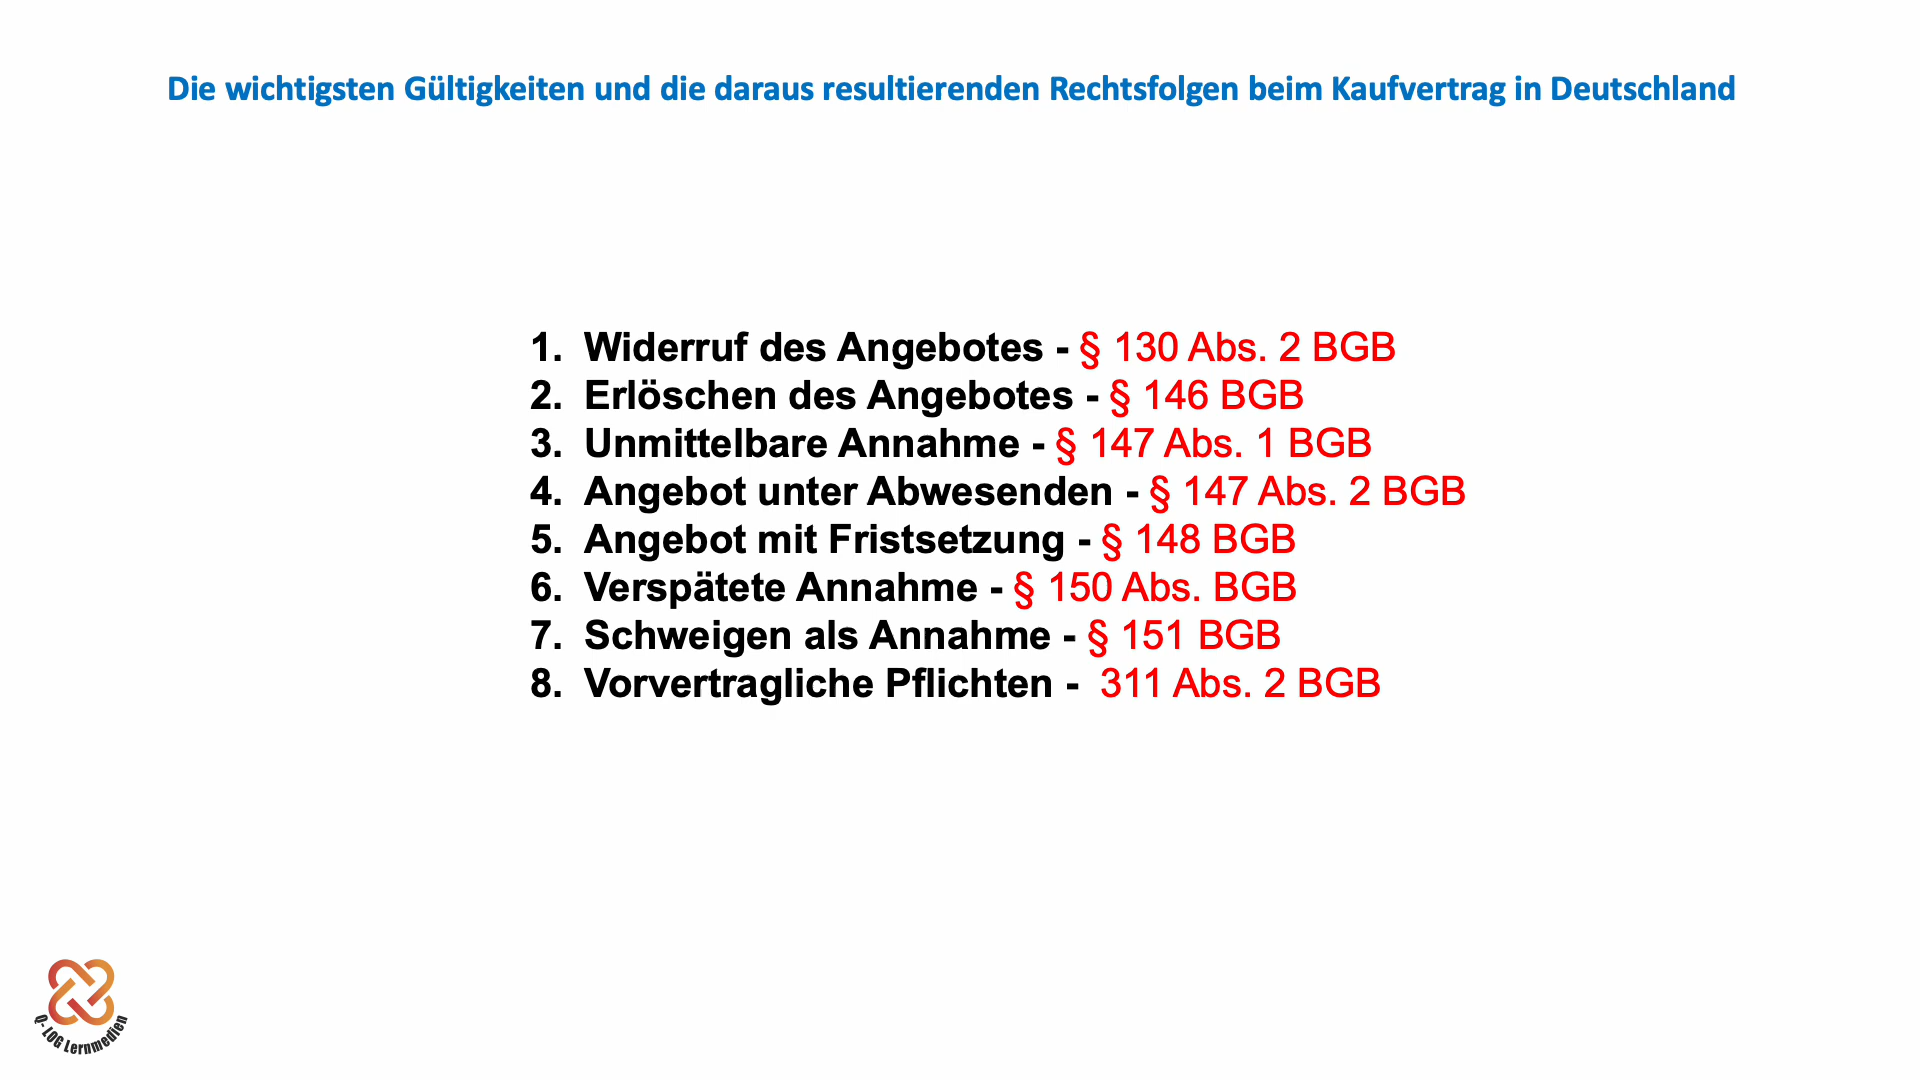 Die wichtigsten Gültigkeiten und die daraus resultierenden Rechtsfolgen beim Kaufvertrag in Deutschland
1. Widerruf des Angebotes - § 130 Abs. 2 BGB
2. Erlöschen des Angebotes - § 146 BGB
3. Unmittelbare Annahme - § 147 Abs. 1 BGB
4. Angebot unter Abwesenden - § 147 Abs. 2 BGB
5. Angebot mit Fristsetzung - § 148 BGB
6. Verspätete Annahme - § 150 Abs. BGB
7. Schweigen als Annahme - § 151 BGB
8. Vorvertragliche Pflichten - 311 Abs. 2 BGB
Q-LOG Lernmedien